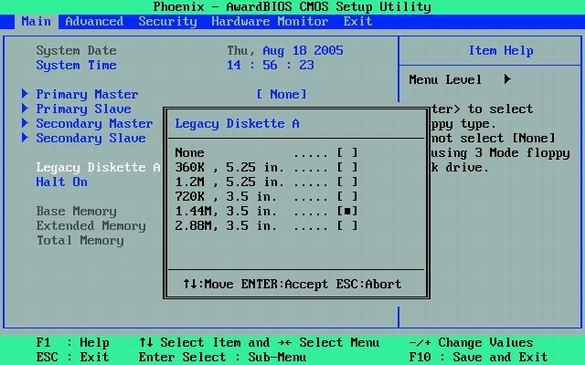 Phoenix - AwardBIOS CMOS Setup Utility
Main Advanced Security Hardware Monitor Exit
System Date Thu, Aug 18 2005
System Time 14 : 56 : 23
Primary Master [ None]
Primary Slave
Secondary Master
Secondary Slave
Legacy Diskette A
Halt On
Base Memory
Extended Memory
Total Memory
Legacy Diskette A
None ..... [ ]
360K , 5.25 in. ..... [ ]
1.2M , 5.25 in. ..... [ ]
720K , 3.5 in. ..... [ ]
1.44M, 3.5 in. ..... [■]
2.88M, 3.5 in. ..... [ ]
↑↓:Move ENTER:Accept ESC:Abort
Item Help
Menu Level ▶
ter> to select
ppy type.
not select [None]
using 3 Mode floppy
k drive.
F1 : Help ↑↓ Select Item and →← Select Menu -/+ Change Values
ESC : Exit Enter Select : Sub-Menu F10 : Save and Exit